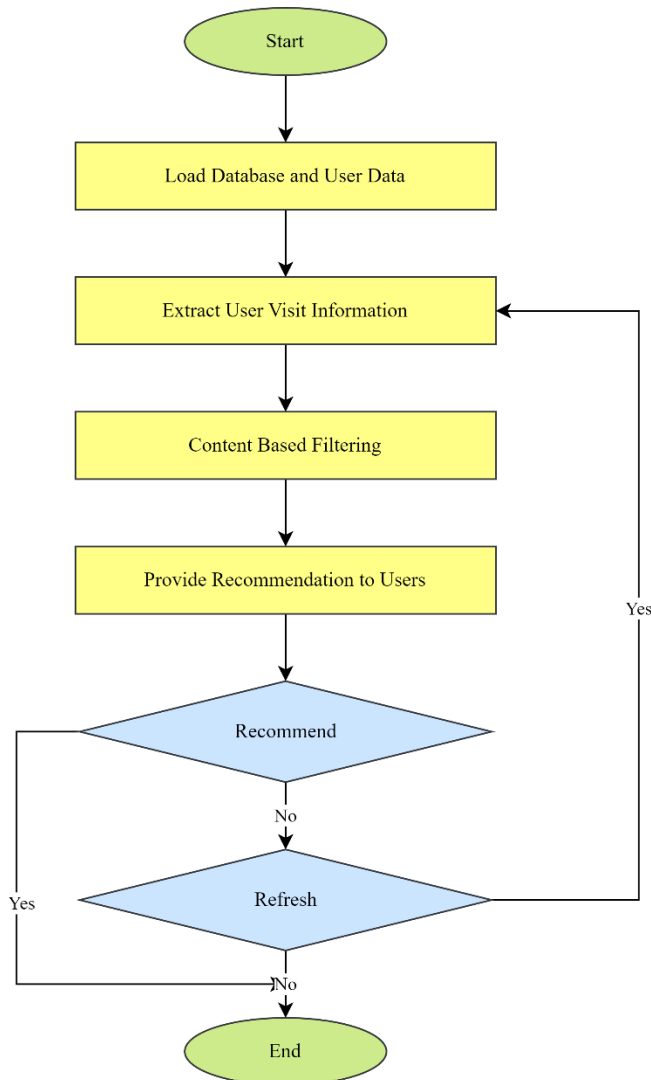 Start
Load Database and User Data
Extract User Visit Information
Content Based Filtering
Provide Recommendation to Users
Yes
Recommend
No
Refresh
Yes
No
End